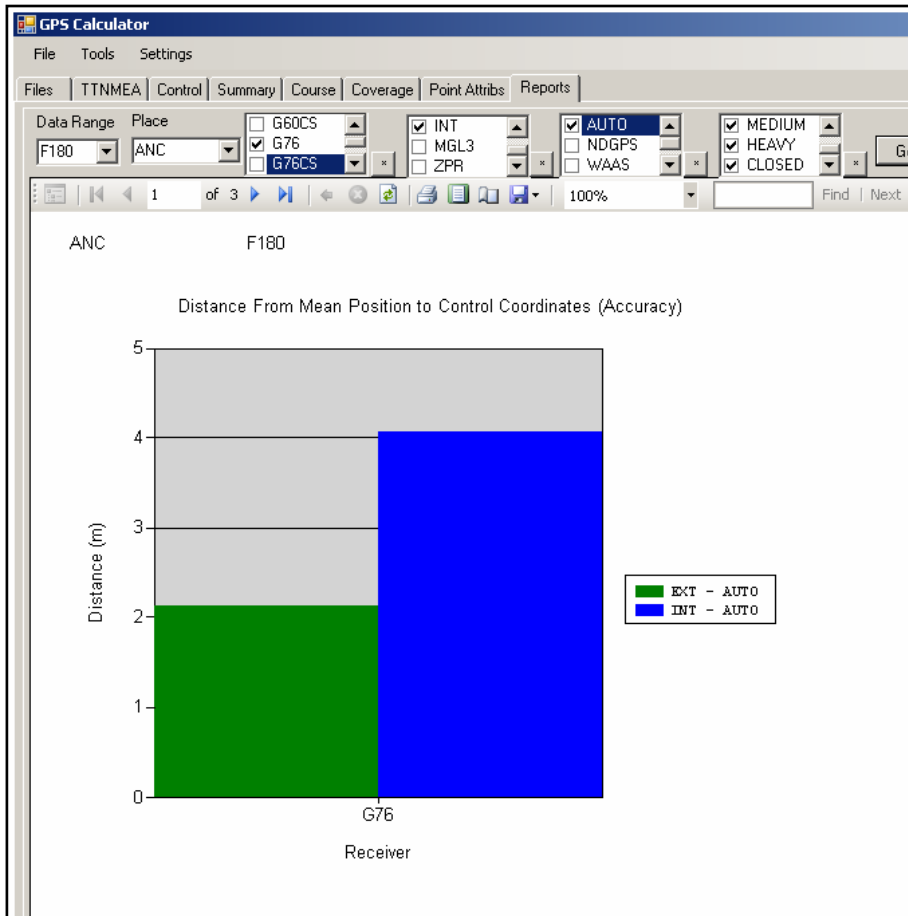 GPS Calculator
File Tools Settings
Files TTNMEA Control Summary Course Coverage Point Attribs Reports
Data Range Place
F180 ANC
G60CS
G76
G76CS
INT
MGL3
ZPR
AUTO
NDGPS
WAAS
MEDIUM
HEAVY
CLOSED
1 of 3 100% Find | Next
ANC F180
Distance From Mean Position to Control Coordinates (Accuracy)
5
4
3
2
1
0
Distance (m)
G76
Receiver
EXT - AUTO
INT - AUTO